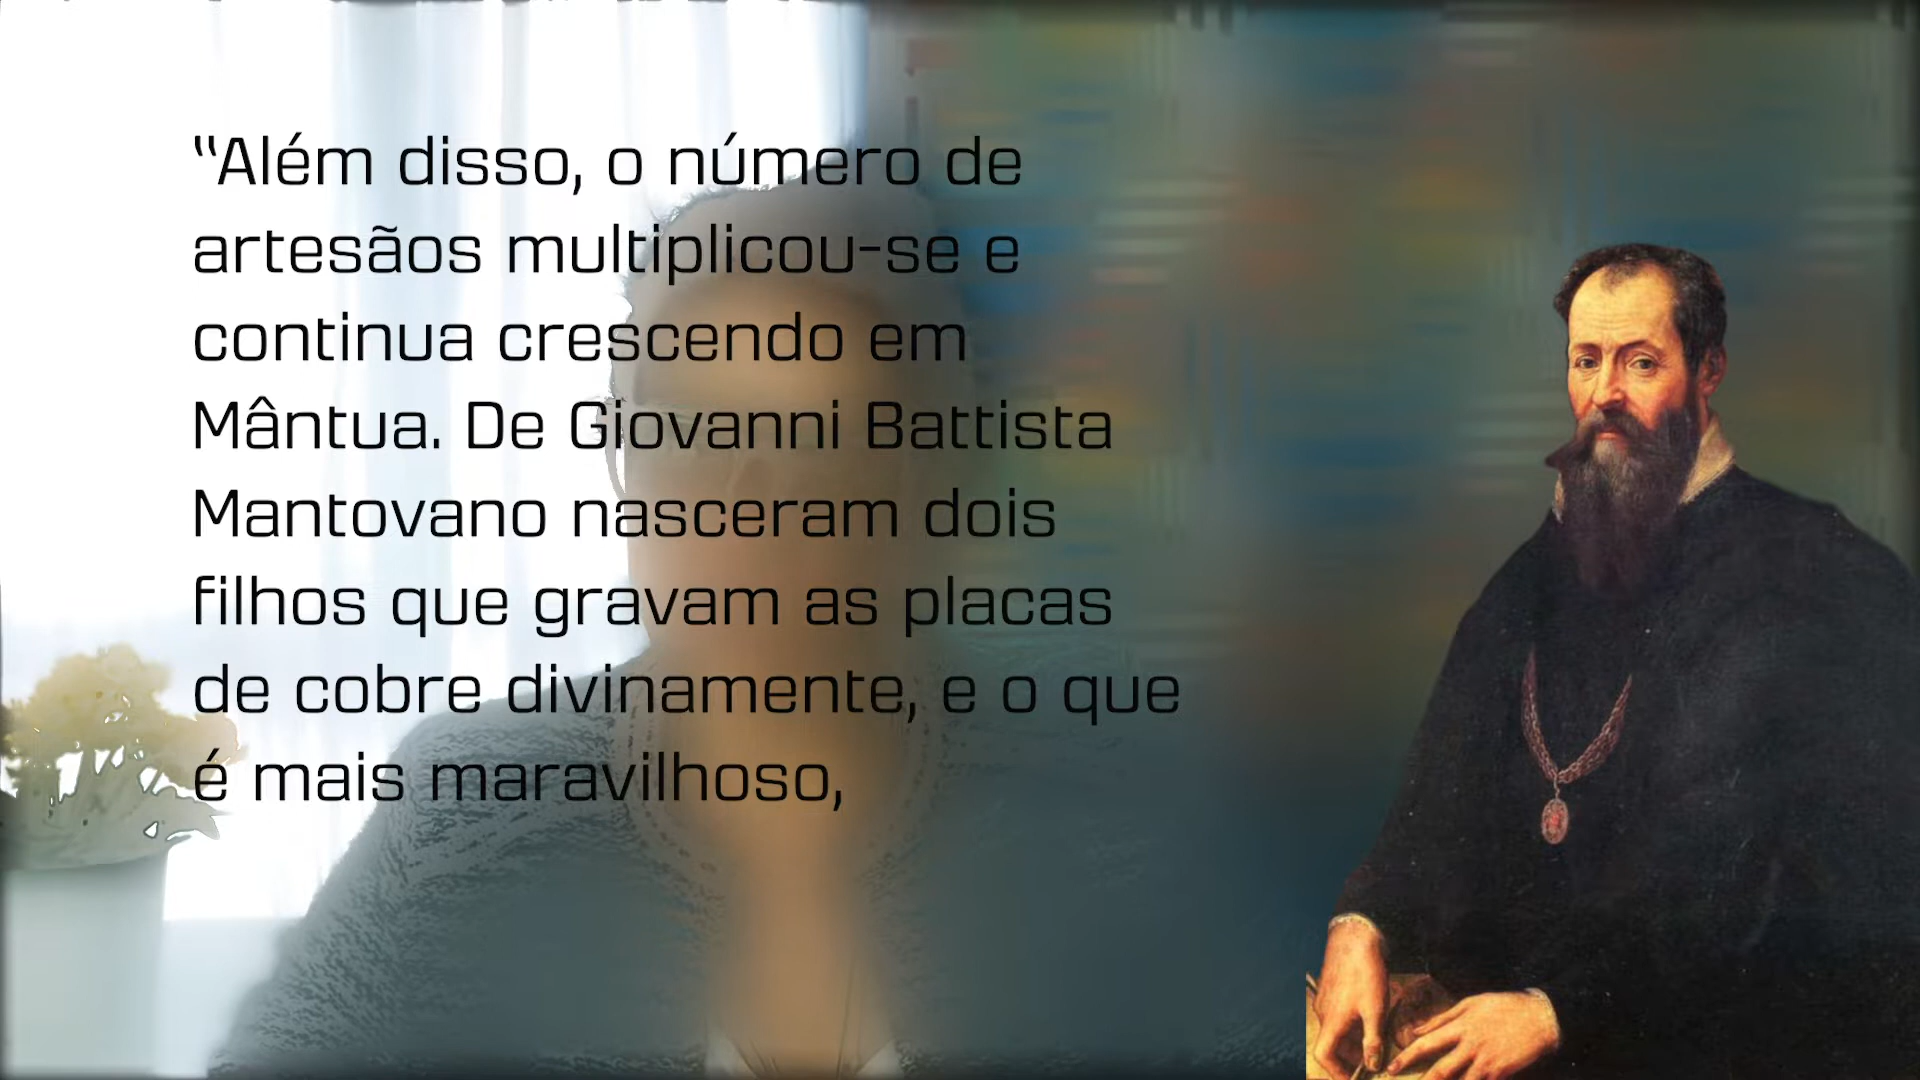 “Além disso, o número de
artesãos multiplicou-se e
continua crescendo em
Mântua. De Giovanni Battista
Mantovano nasceram dois
filhos que gravam as placas
de cobre divinamente, e o que
é mais maravilhoso,